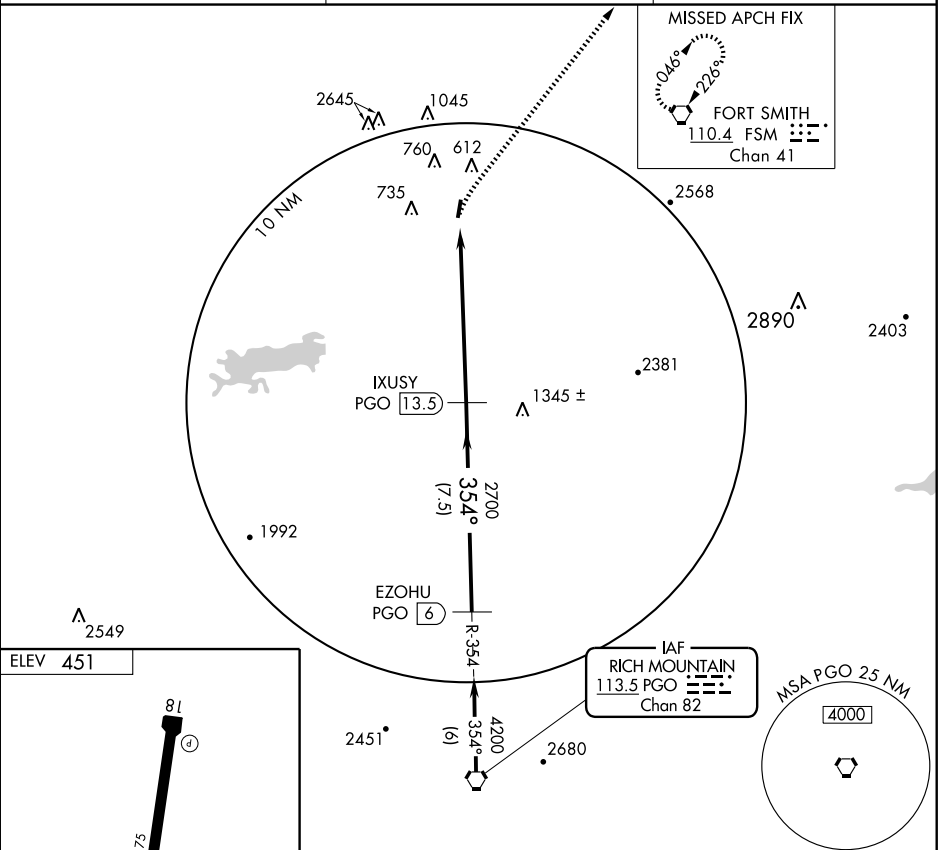 MISSED APCH FIX
046°
226°
FORT SMITH
110.4 FSM
Chan 41
2645
1045
760
612
735
2568
10 NM
2890
2403
2381
IXUSY
PGO 13.5
1345 ±
2700
354°
(7.5)
1992
EZOHU
PGO 6
R-354
2549
IAF
RICH MOUNTAIN
113.5 PGO
Chan 82
ELEV 451
18
P
75
2451
4200
354°
(6)
2680
MSA PGO 25 NM
4000